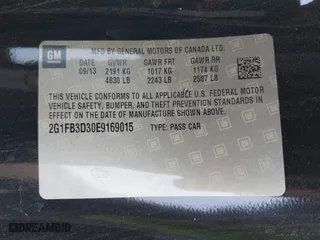 GM
MFD BY GENERAL MOTORS OF CANADA LTD.
DATE GVWR GAWR FR GAWR RR
09/13 2191 KG 1017 KG 1174 KG
4830 LB 2243 LB 2587 LB
THIS VEHICLE CONFORMS TO ALL APPLICABLE U.S. FEDERAL MOTOR
VEHICLE SAFETY, BUMPER, AND THEFT PREVENTION STANDARDS IN
EFFECT ON THE DATE OF MANUFACTURE SHOWN ABOVE.
2G1FB3D30E9169015 TYPE: PASS CAR
DREAMBID